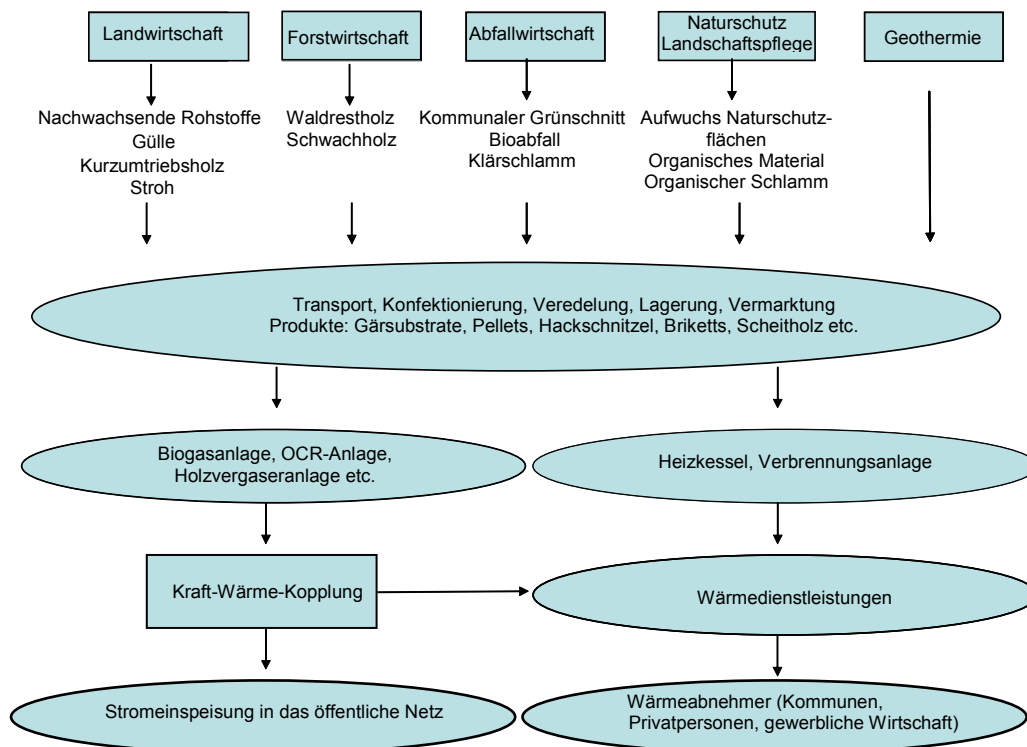 Landwirtschaft
Forstwirtschaft
Abfallwirtschaft
Naturschutz
Landschaftspflege
Geothermie
Nachwachsende Rohstoffe
Gülle
Kurzumtriebsholz
Stroh
Waldrestholz
Schwachholz
Kommunaler Grünschnitt
Bioabfall
Klärschlamm
Aufwuchs Naturschutz-
flächen
Organisches Material
Organischer Schlamm
Transport, Konfektionierung, Veredelung, Lagerung, Vermarktung
Produkte: Gärsubstrate, Pellets, Hackschnitzel, Briketts, Scheitholz etc.
Biogasanlage, OCR-Anlage,
Holzvergaseranlage etc.
Heizkessel, Verbrennungsanlage
Kraft-Wärme-Kopplung
Wärmedienstleistungen
Stromeinspeisung in das öffentliche Netz
Wärmeabnehmer (Kommunen,
Privatpersonen, gewerbliche Wirtschaft)